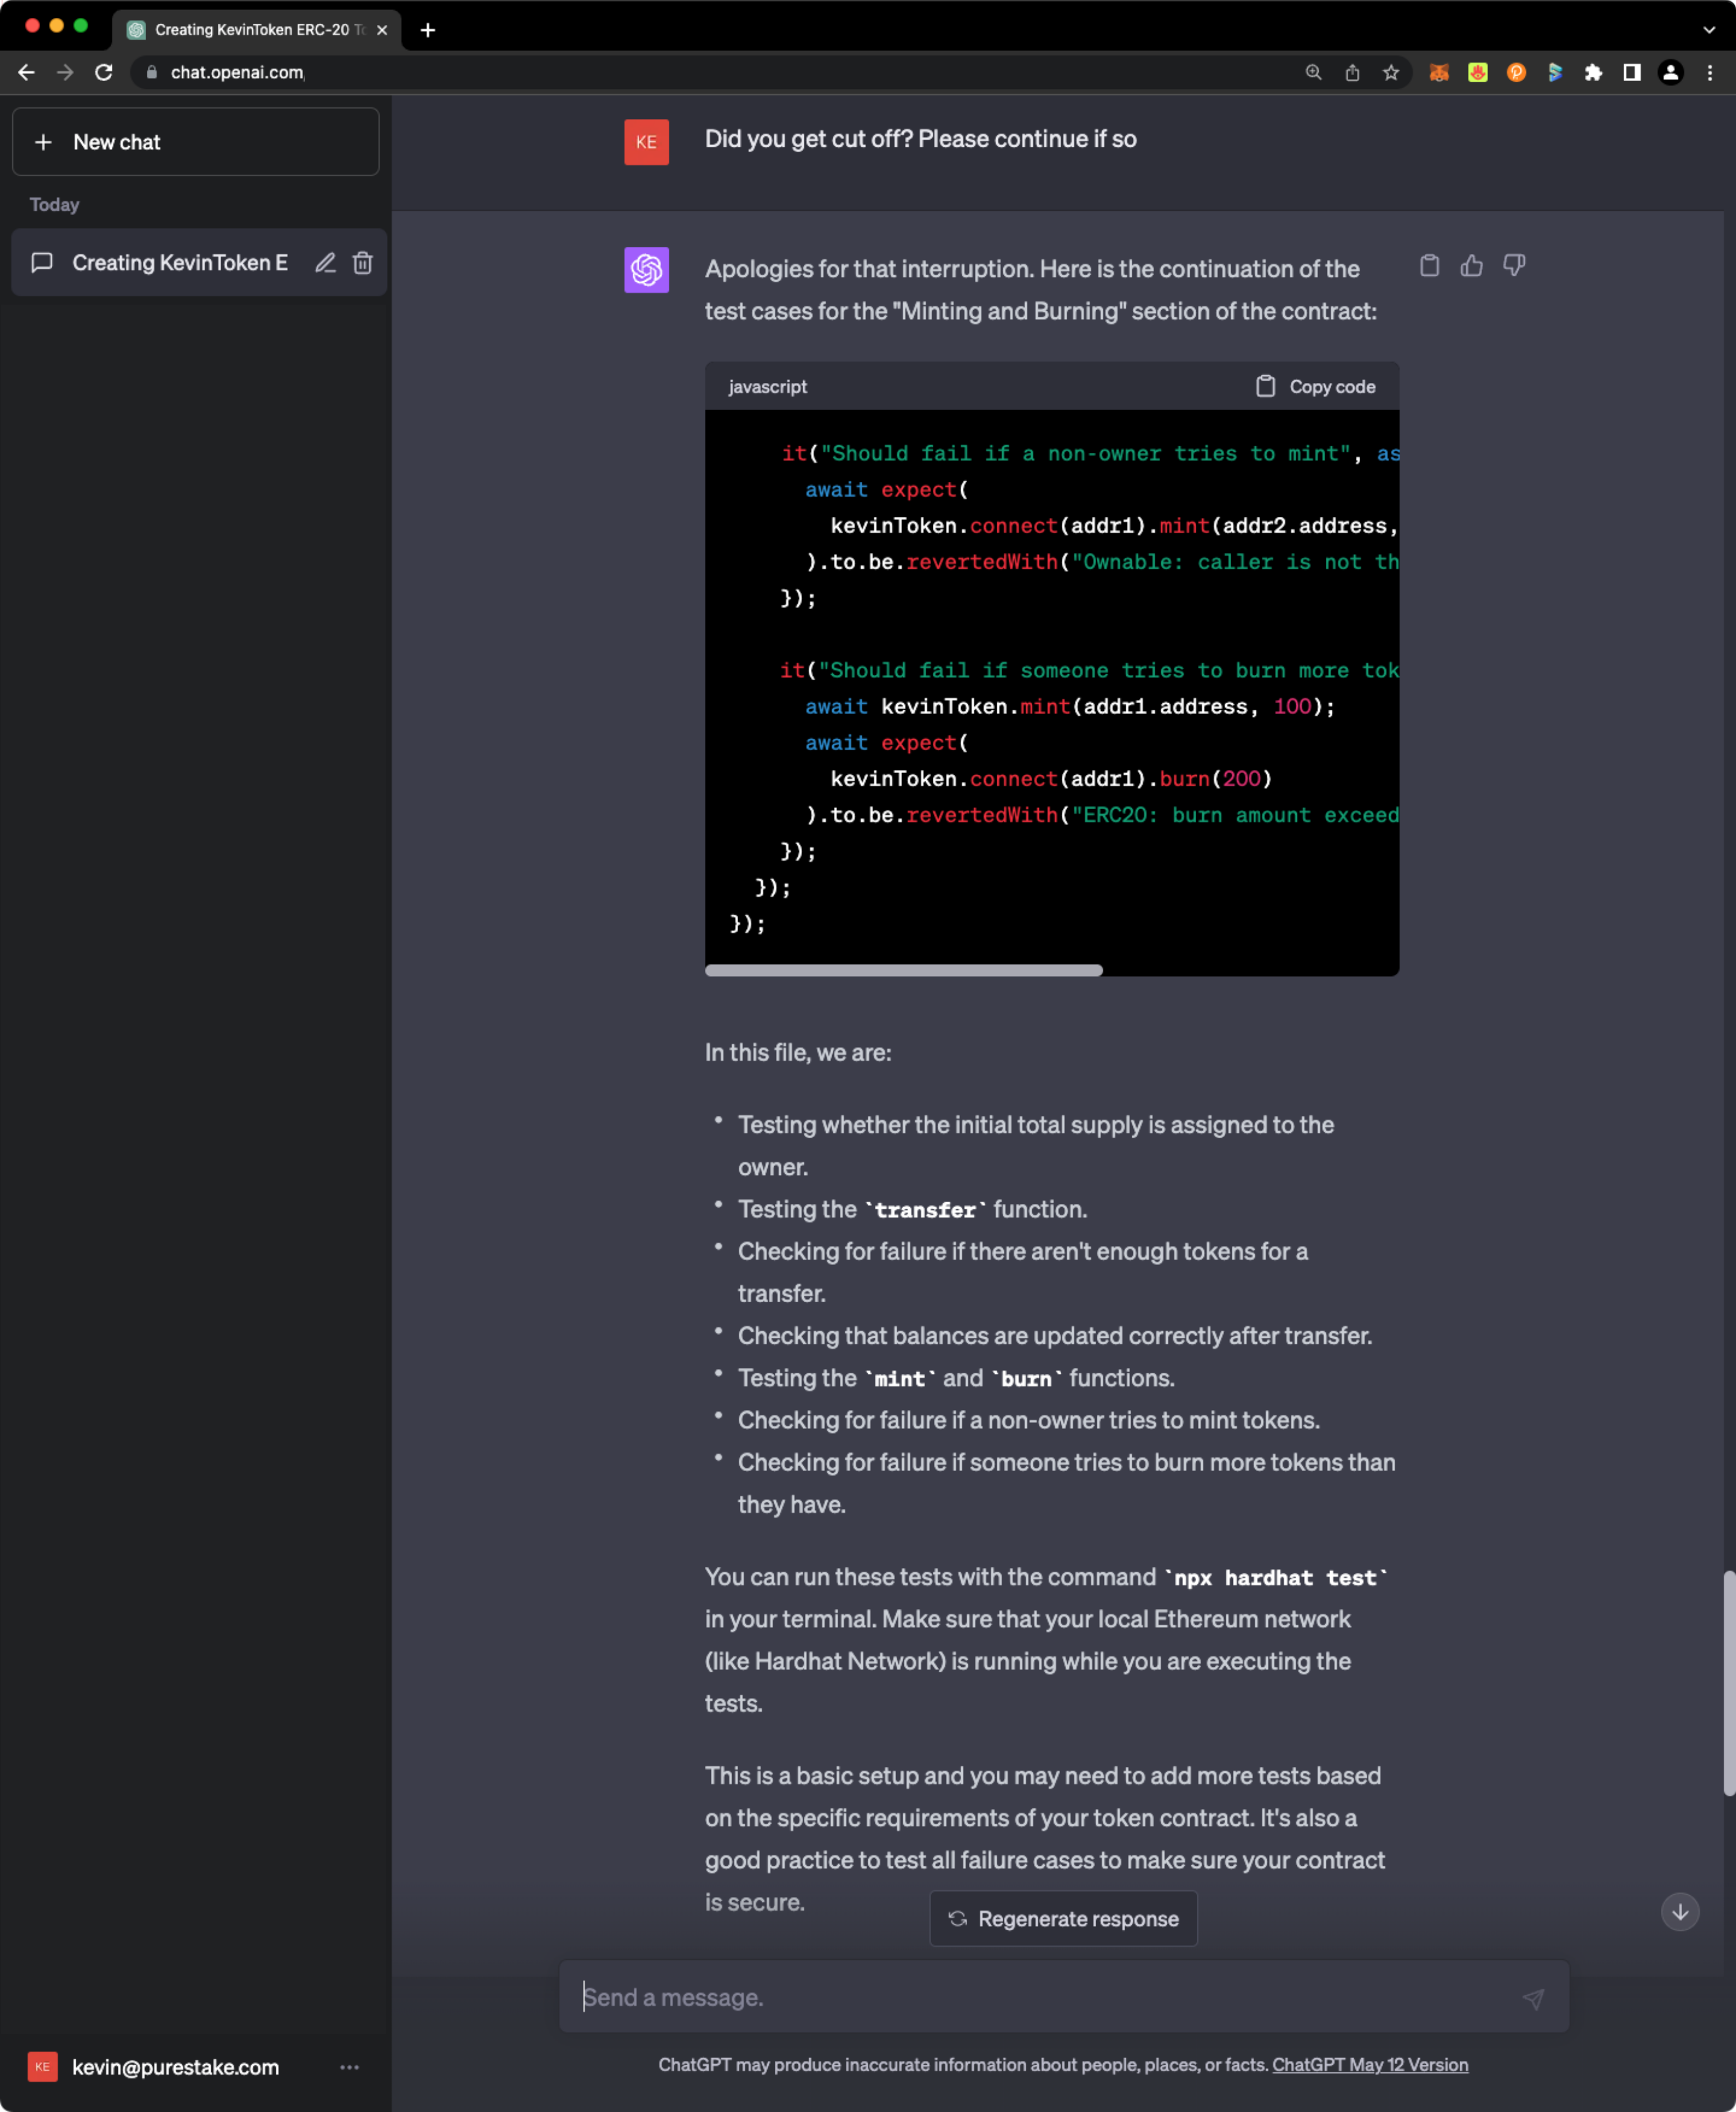 Creating KevinToken ERC-20 To
chat.openai.com
New chat
Today
Creating KevinToken E
KE
Did you get cut off? Please continue if so
Apologies for that interruption. Here is the continuation of the
test cases for the "Minting and Burning" section of the contract:
javascript
Copy code
it("Should fail if a non-owner tries to mint", as
await expect(
kevinToken.connect(addr1).mint(addr2.address,
).to.be.revertedWith("Ownable: caller is not th
});
it("Should fail if someone tries to burn more tok
await kevinToken.mint(addr1.address, 100);
await expect(
kevinToken.connect(addr1).burn(200)
).to.be.revertedWith("ERC20: burn amount exceed
});
});
});
In this file, we are:
• Testing whether the initial total supply is assigned to the
owner.
• Testing the `transfer` function.
• Checking for failure if there aren't enough tokens for a
transfer.
• Checking that balances are updated correctly after transfer.
• Testing the `mint` and `burn` functions.
• Checking for failure if a non-owner tries to mint tokens.
• Checking for failure if someone tries to burn more tokens than
they have.
You can run these tests with the command `npx hardhat test`
in your terminal. Make sure that your local Ethereum network
(like Hardhat Network) is running while you are executing the
tests.
This is a basic setup and you may need to add more tests based
on the specific requirements of your token contract. It's also a
good practice to test all failure cases to make sure your contract
is secure.
Regenerate response
Send a message.
KE
kevin@purestake.com
ChatGPT may produce inaccurate information about people, places, or facts. ChatGPT May 12 Version